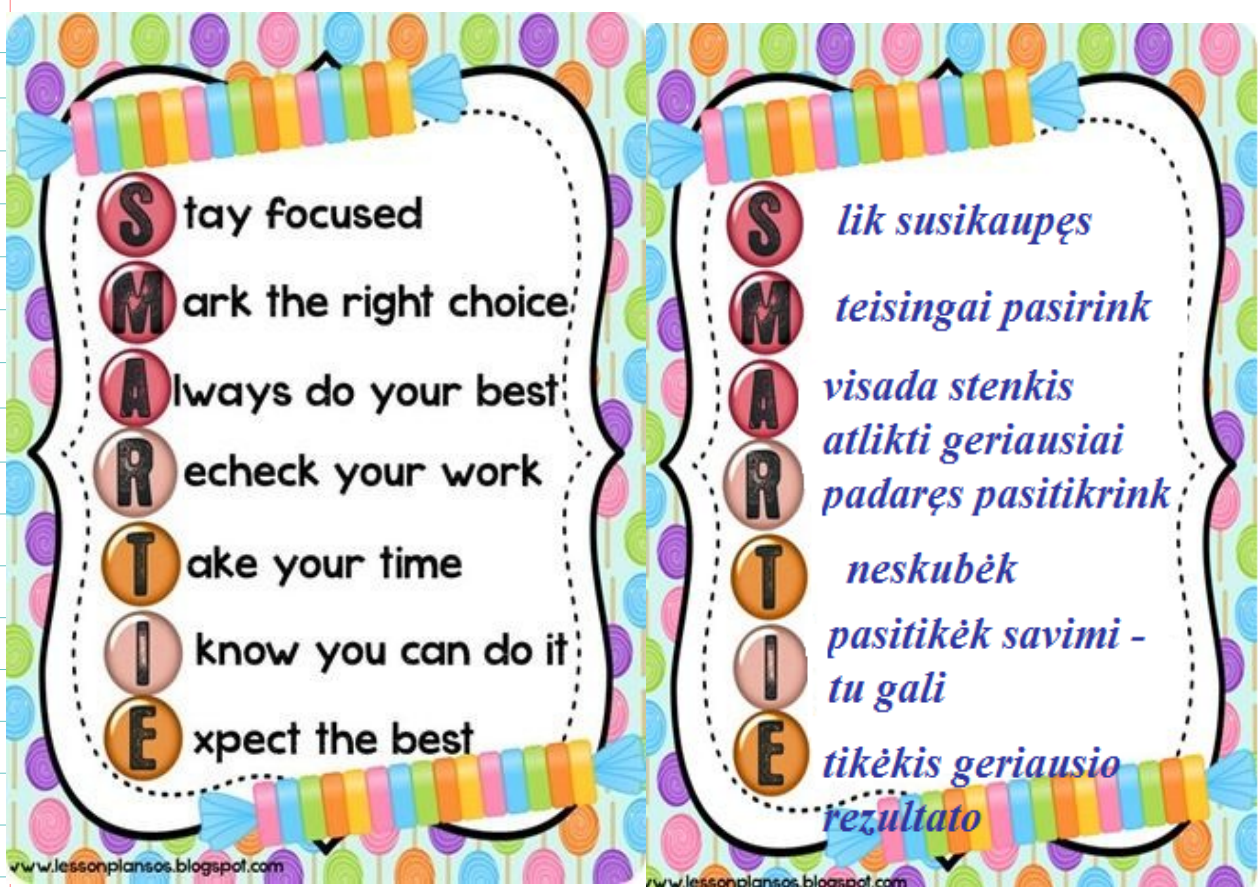 Stay focused
Mark the right choice
Always do your best
Recheck your work
Take your time
I know you can do it
Expect the best
www.lessonplansos.blogspot.com
S lik susikaupęs
M teisingai pasirink
A visada stenkis
atlikti geriausiai
R padaręs pasitikrink
T neskubėk
I pasitikėk savimi -
tu gali
E tikėkis geriausio
rezultato
www.lessonplansos.blogspot.com